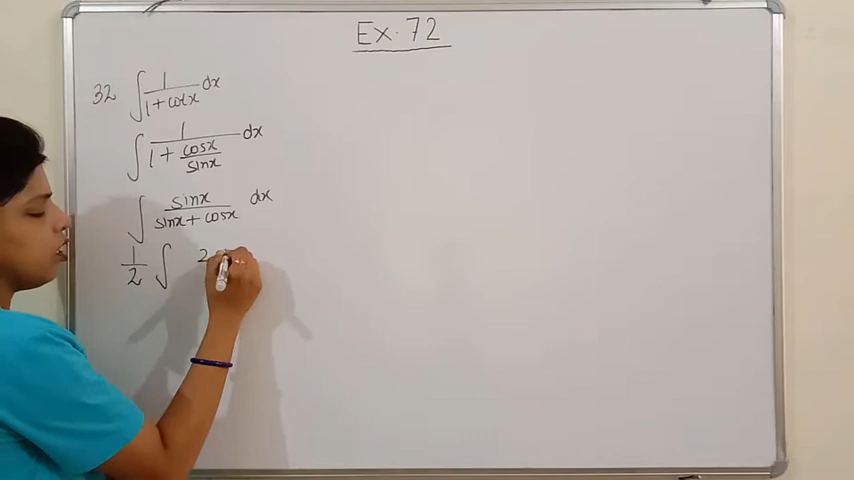 Ex. 72
32 ∫ 1/(1+cotx) dx
∫ 1/(1 + cosx/sinx) dx
∫ sinx/(sinx + cosx) dx
1/2 ∫ 2